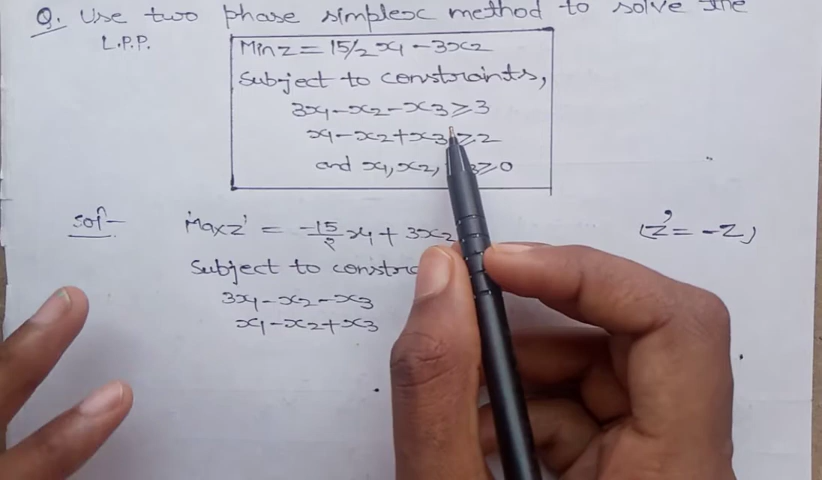 Q. Use two phase simplex method to solve the
L.P.P.
Min z = 15/2 x1 - 3x2
Subject to constraints,
3x1 - x2 - x3 ≥ 3
x1 - x2 + x3 ≥ 2
and x1, x2, 3 ≥ 0
Sol- Max z' = -15/2 x1 + 3x2 (z' = -z)
Subject to
3x1 - x2 - x3
x1 - x2 + x3